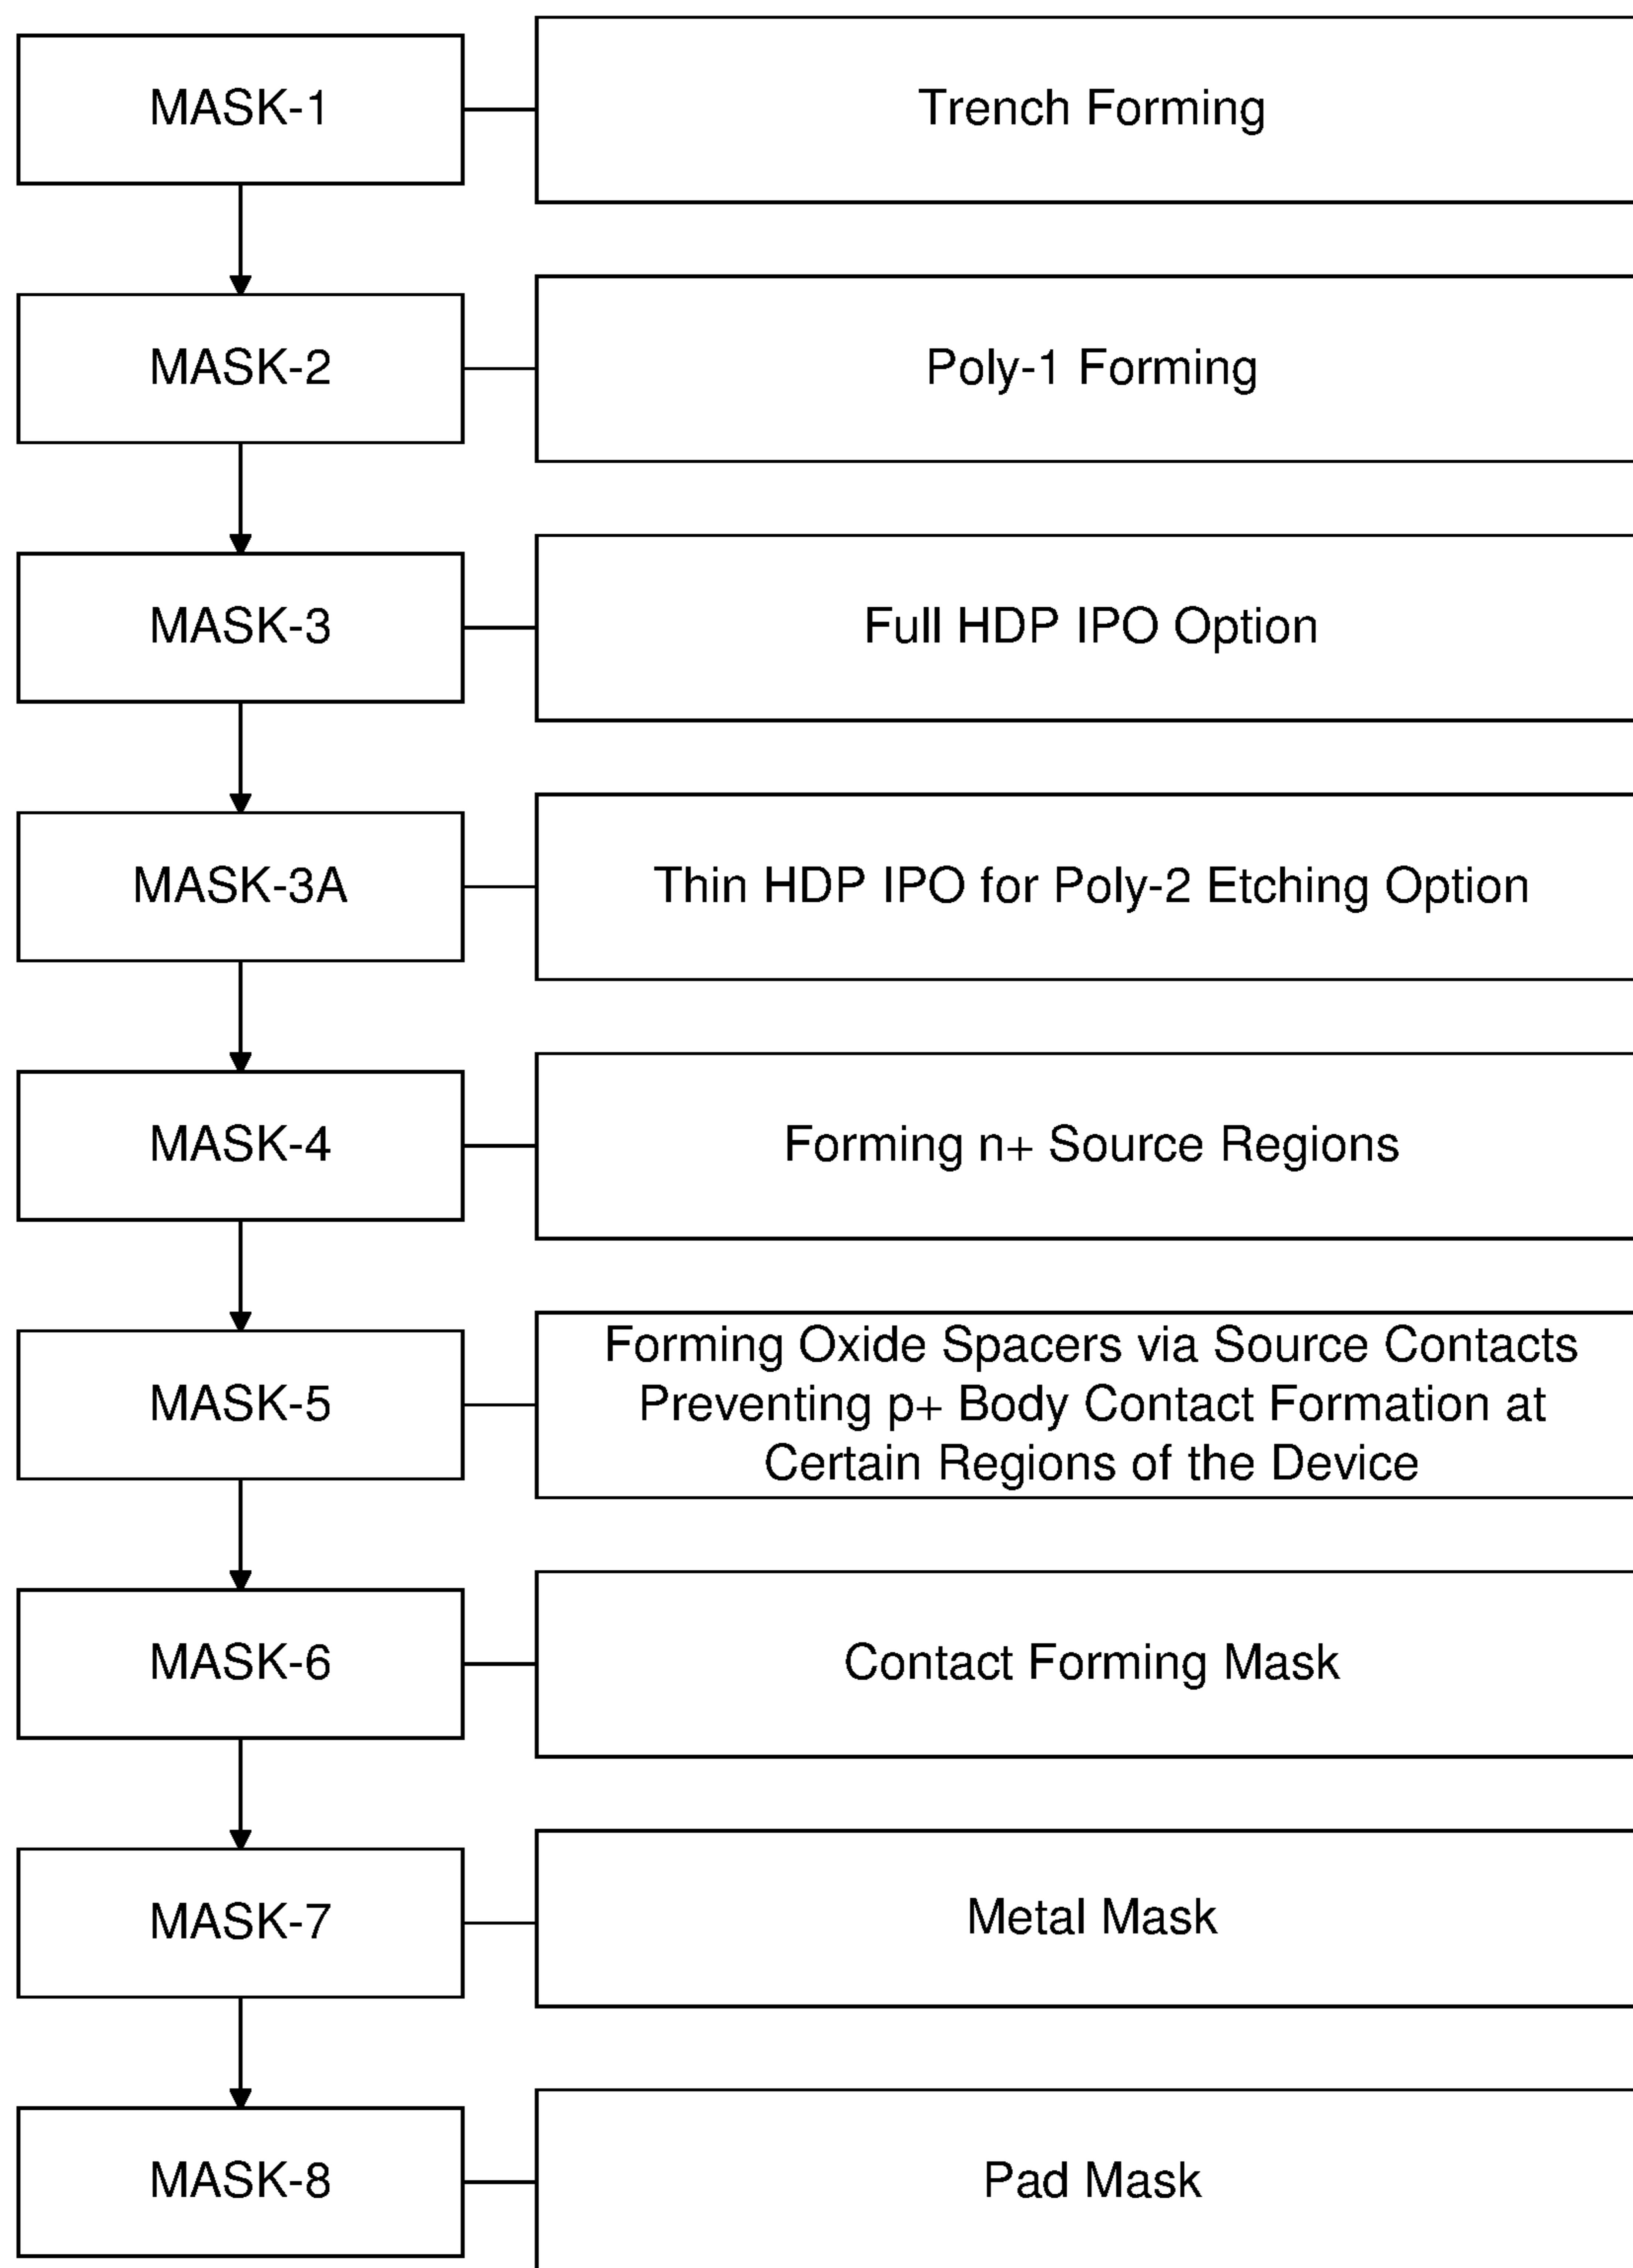 MASK-1
Trench Forming
MASK-2
Poly-1 Forming
MASK-3
Full HDP IPO Option
MASK-3A
Thin HDP IPO for Poly-2 Etching Option
MASK-4
Forming n+ Source Regions
MASK-5
Forming Oxide Spacers via Source Contacts
Preventing p+ Body Contact Formation at
Certain Regions of the Device
MASK-6
Contact Forming Mask
MASK-7
Metal Mask
MASK-8
Pad Mask